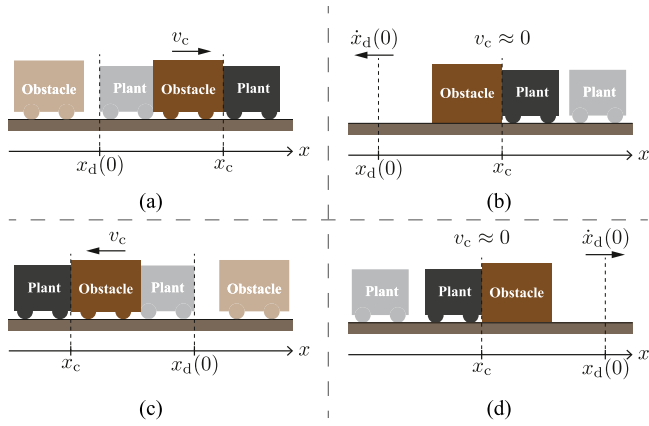 v_c
Obstacle Plant Obstacle Plant
x_d(0) x_c x
(a)
ẋ_d(0) v_c ≈ 0
Obstacle Plant Plant
x_d(0) x_c x
(b)
v_c
Plant Obstacle Plant Obstacle
x_c x_d(0) x
(c)
v_c ≈ 0 ẋ_d(0)
Plant Plant Obstacle
x_c x_d(0) x
(d)